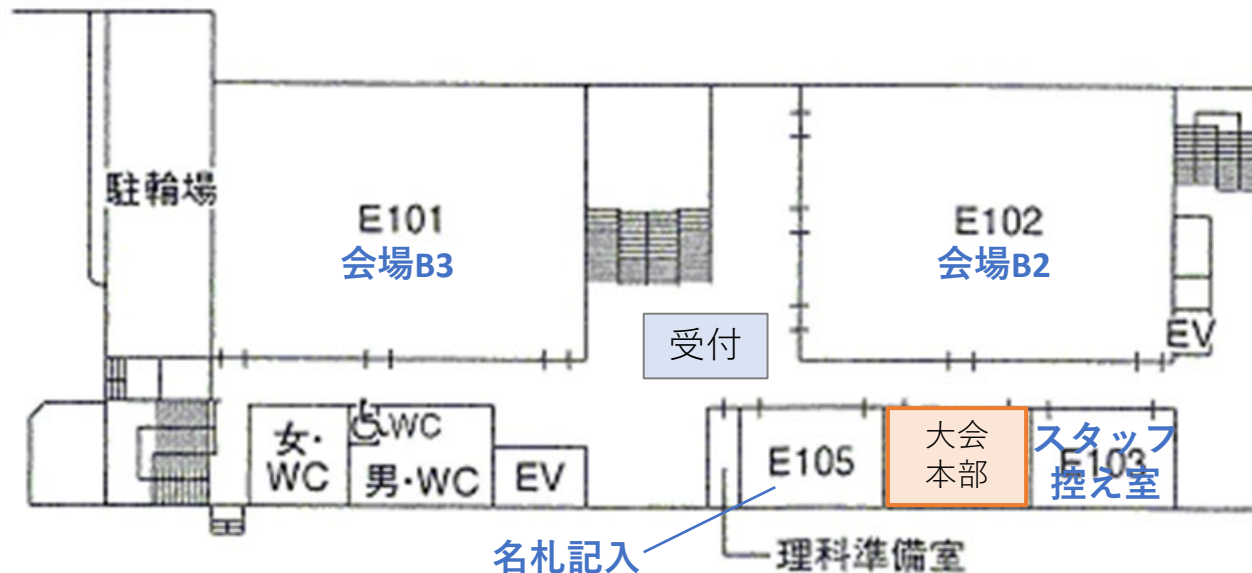 駐輪場
E101
会場B3
E102
会場B2
受付
EV
女・
WC
WC
男・WC
EV
E105
大会
本部
E103
スタッフ
控え室
名札記入
理科準備室